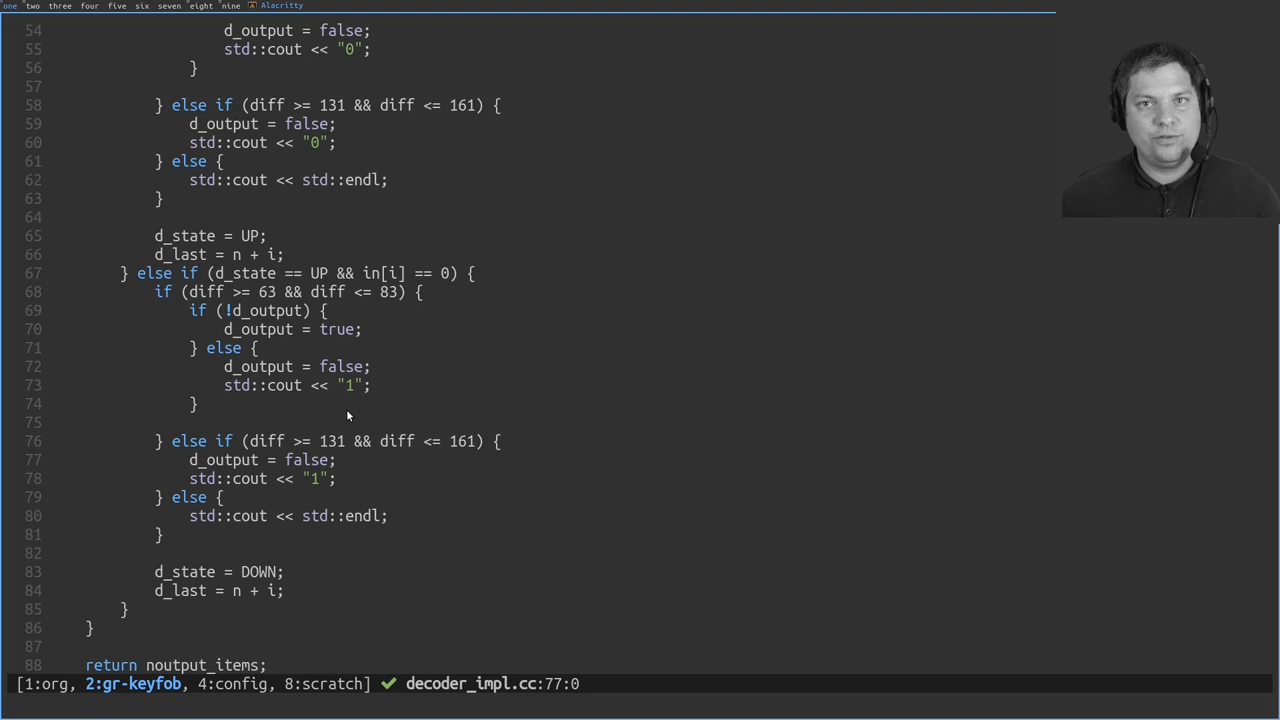 one two three four five six seven eight nine Alacritty
54 d_output = false;
55 std::cout << "0";
56 }
57
58 } else if (diff >= 131 && diff <= 161) {
59 d_output = false;
60 std::cout << "0";
61 } else {
62 std::cout << std::endl;
63 }
64
65 d_state = UP;
66 d_last = n + i;
67 } else if (d_state == UP && in[i] == 0) {
68 if (diff >= 63 && diff <= 83) {
69 if (!d_output) {
70 d_output = true;
71 } else {
72 d_output = false;
73 std::cout << "1";
74 }
75
76 } else if (diff >= 131 && diff <= 161) {
77 d_output = false;
78 std::cout << "1";
79 } else {
80 std::cout << std::endl;
81 }
82
83 d_state = DOWN;
84 d_last = n + i;
85 }
86 }
87
88 return noutput_items;
[1:org, 2:gr-keyfob, 4:config, 8:scratch] ✔ decoder_impl.cc:77:0